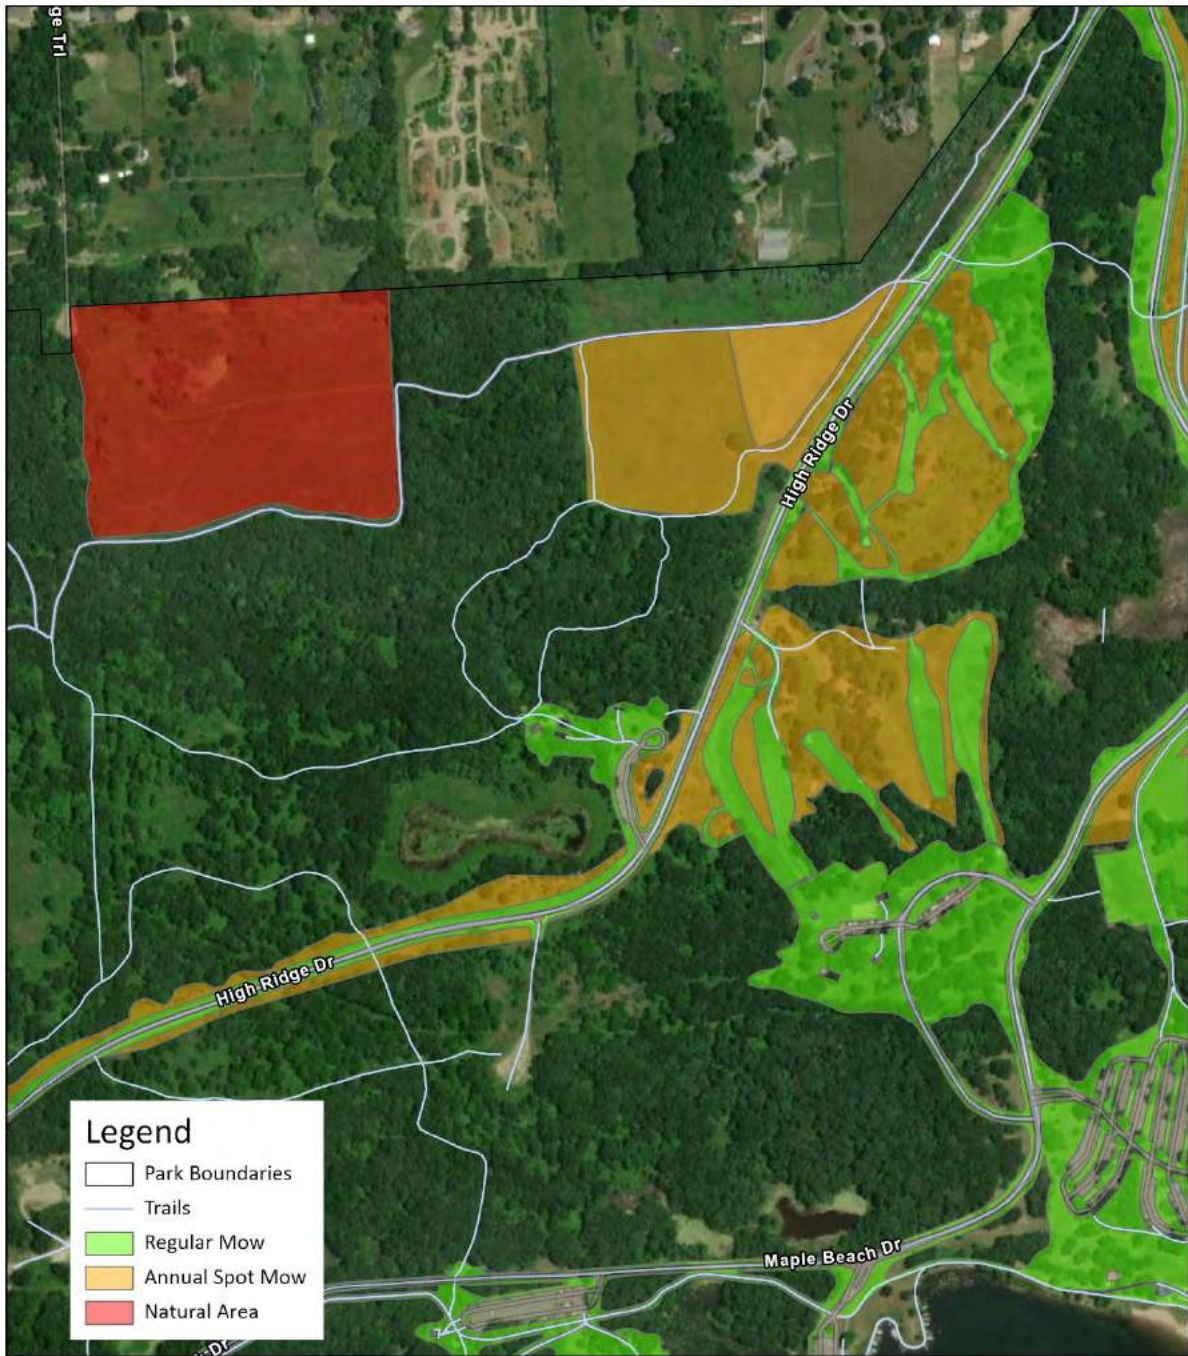 ge Trl
High Ridge Dr
High Ridge Dr
Maple Beach Dr
Legend
Park Boundaries
Trails
Regular Mow
Annual Spot Mow
Natural Area
Dr